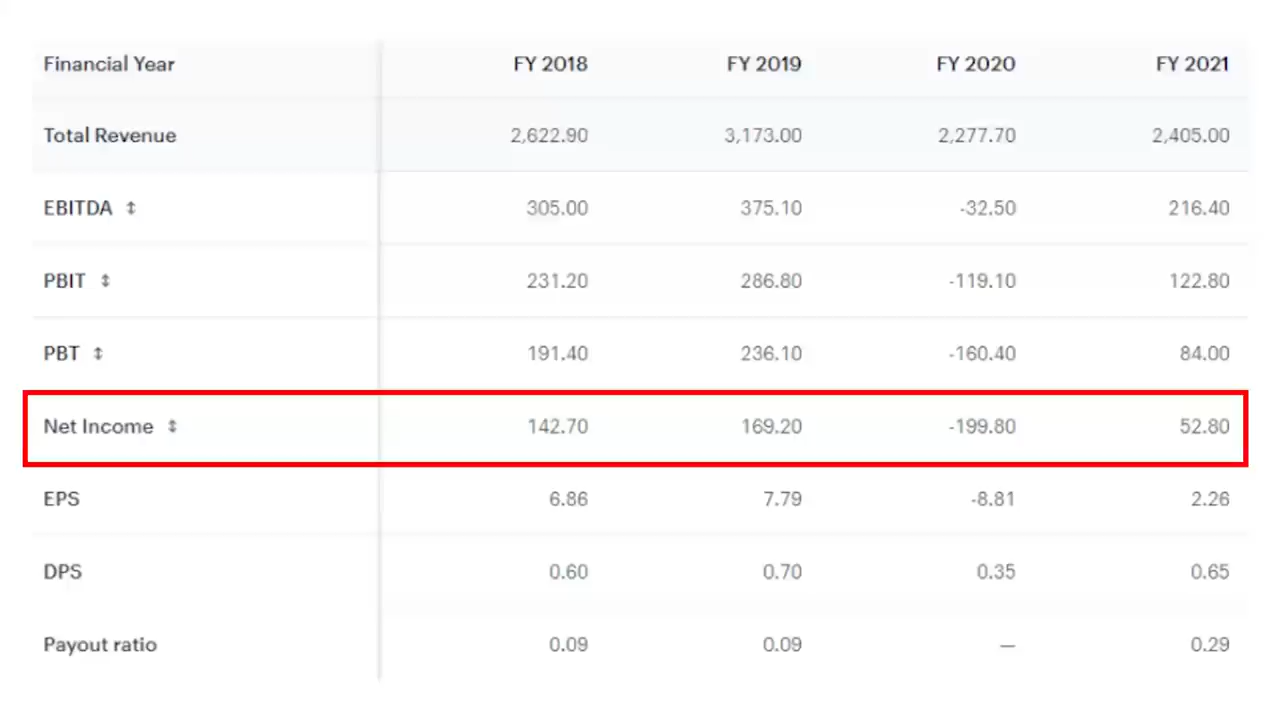 Financial Year FY 2018 FY 2019 FY 2020 FY 2021
Total Revenue 2,622.90 3,173.00 2,277.70 2,405.00
EBITDA ↕ 305.00 375.10 -32.50 216.40
PBIT ↕ 231.20 286.80 -119.10 122.80
PBT ↕ 191.40 236.10 -160.40 84.00
Net Income ↕ 142.70 169.20 -199.80 52.80
EPS 6.86 7.79 -8.81 2.26
DPS 0.60 0.70 0.35 0.65
Payout ratio 0.09 0.09 — 0.29